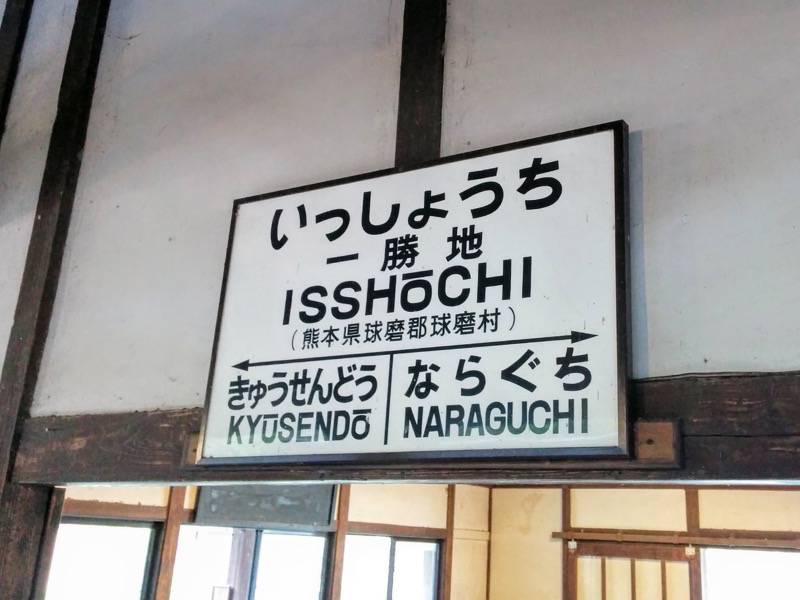 いっしょうち
一勝地
ISSHŌCHI
(熊本県球磨郡球磨村)
きゅうせんどう ならぐち
KYŪSENDŌ NARAGUCHI